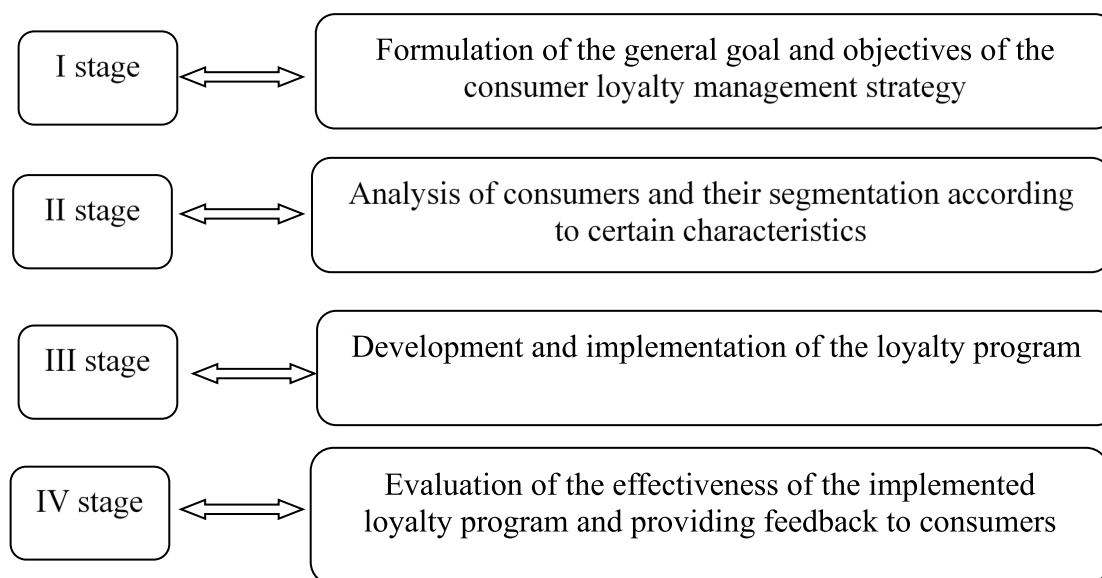 I stage
Formulation of the general goal and objectives of the
consumer loyalty management strategy
II stage
Analysis of consumers and their segmentation according
to certain characteristics
III stage
Development and implementation of the loyalty program
IV stage
Evaluation of the effectiveness of the implemented
loyalty program and providing feedback to consumers